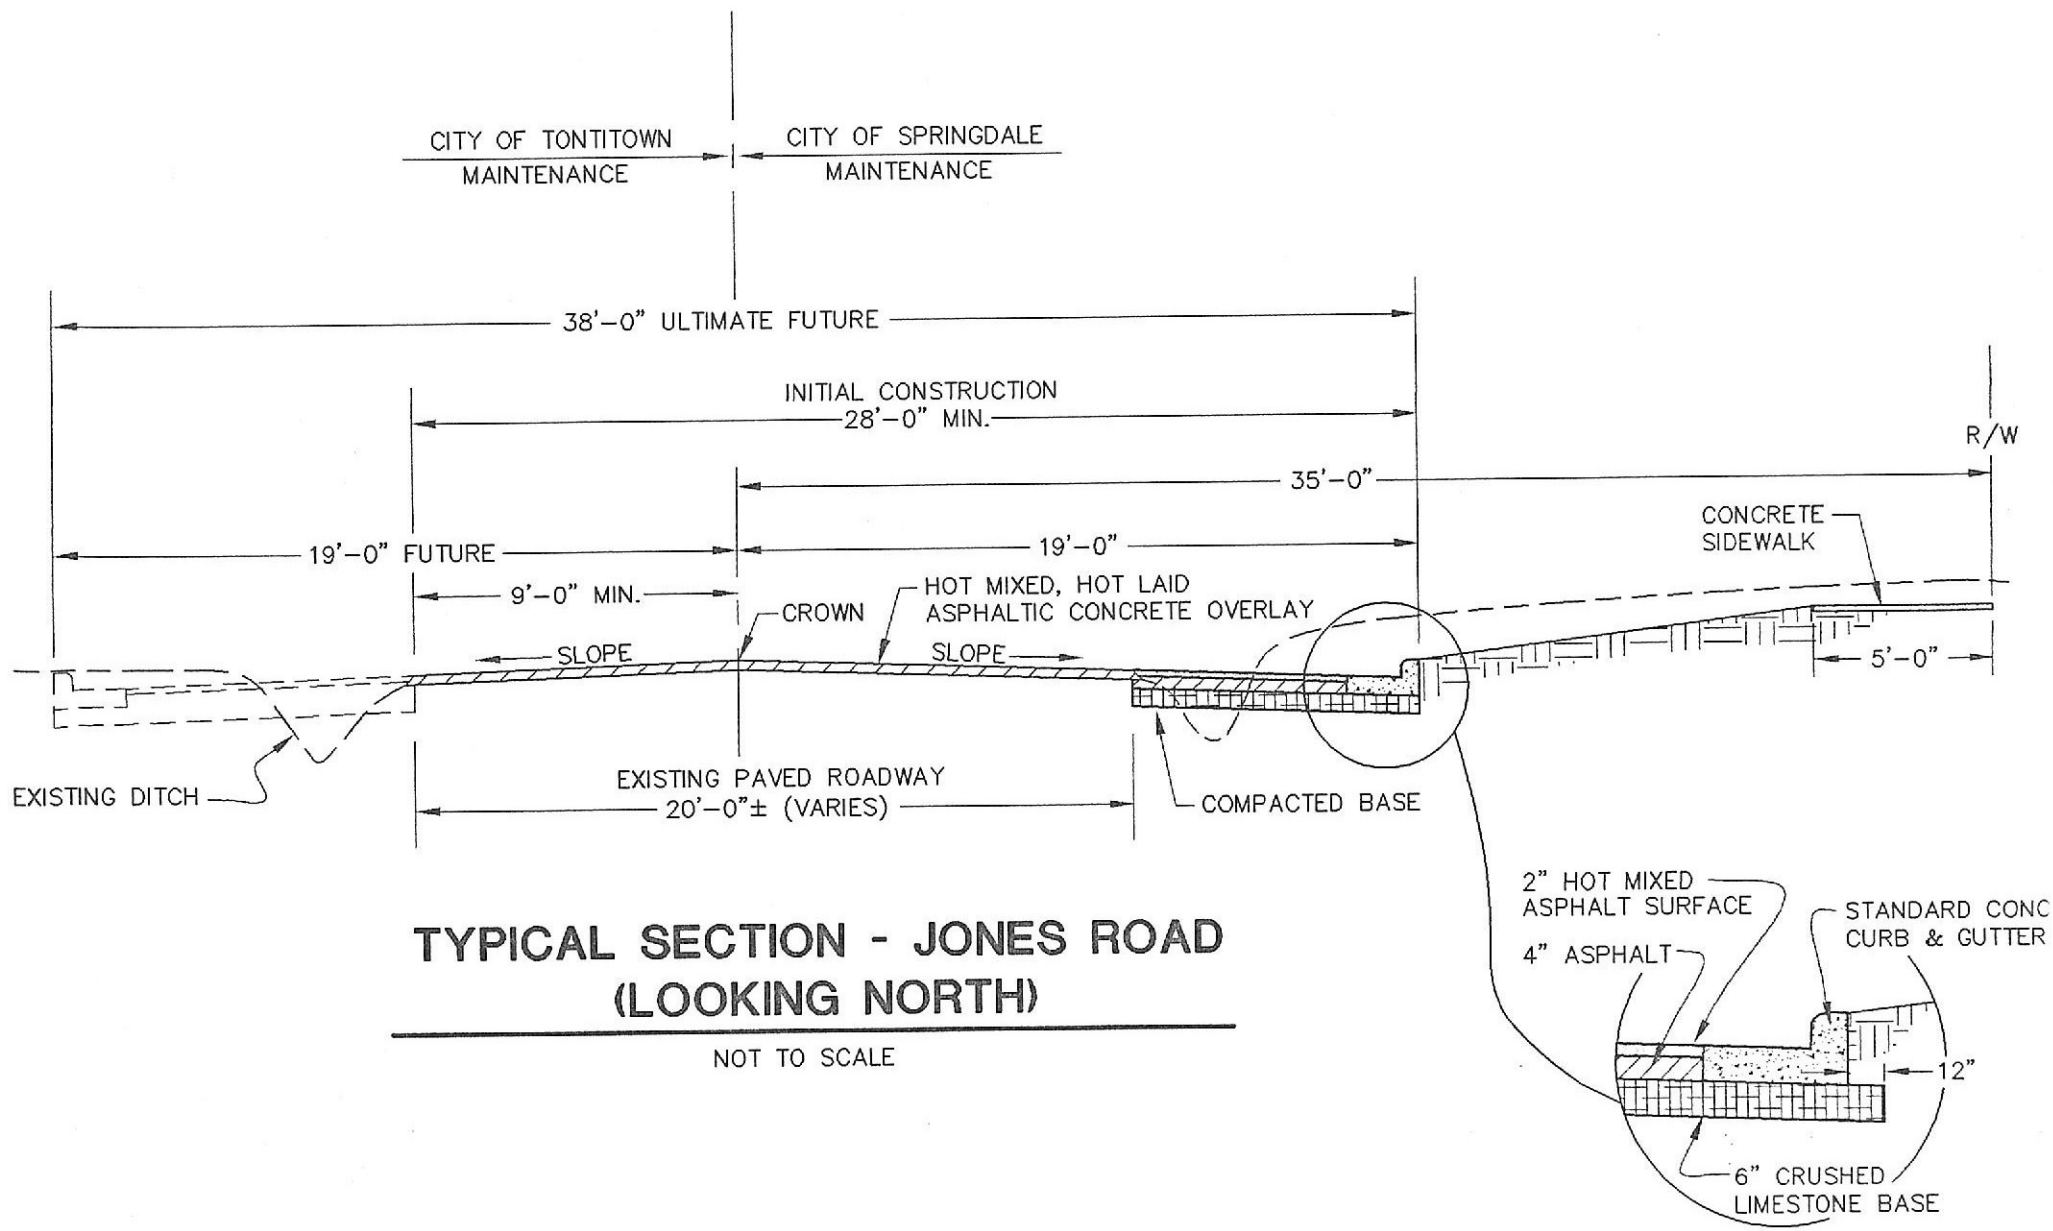 CITY OF TONTITOWN
MAINTENANCE
CITY OF SPRINGDALE
MAINTENANCE
38'-0" ULTIMATE FUTURE
INITIAL CONSTRUCTION
28'-0" MIN.
R/W
35'-0"
CONCRETE
SIDEWALK
19'-0" FUTURE
19'-0"
9'-0" MIN.
HOT MIXED, HOT LAID
ASPHALTIC CONCRETE OVERLAY
CROWN
SLOPE
SLOPE
5'-0"
EXISTING DITCH
EXISTING PAVED ROADWAY
20'-0"± (VARIES)
COMPACTED BASE
TYPICAL SECTION - JONES ROAD
(LOOKING NORTH)
NOT TO SCALE
2" HOT MIXED
ASPHALT SURFACE
4" ASPHALT
STANDARD CONC
CURB & GUTTER
12"
6" CRUSHED
LIMESTONE BASE